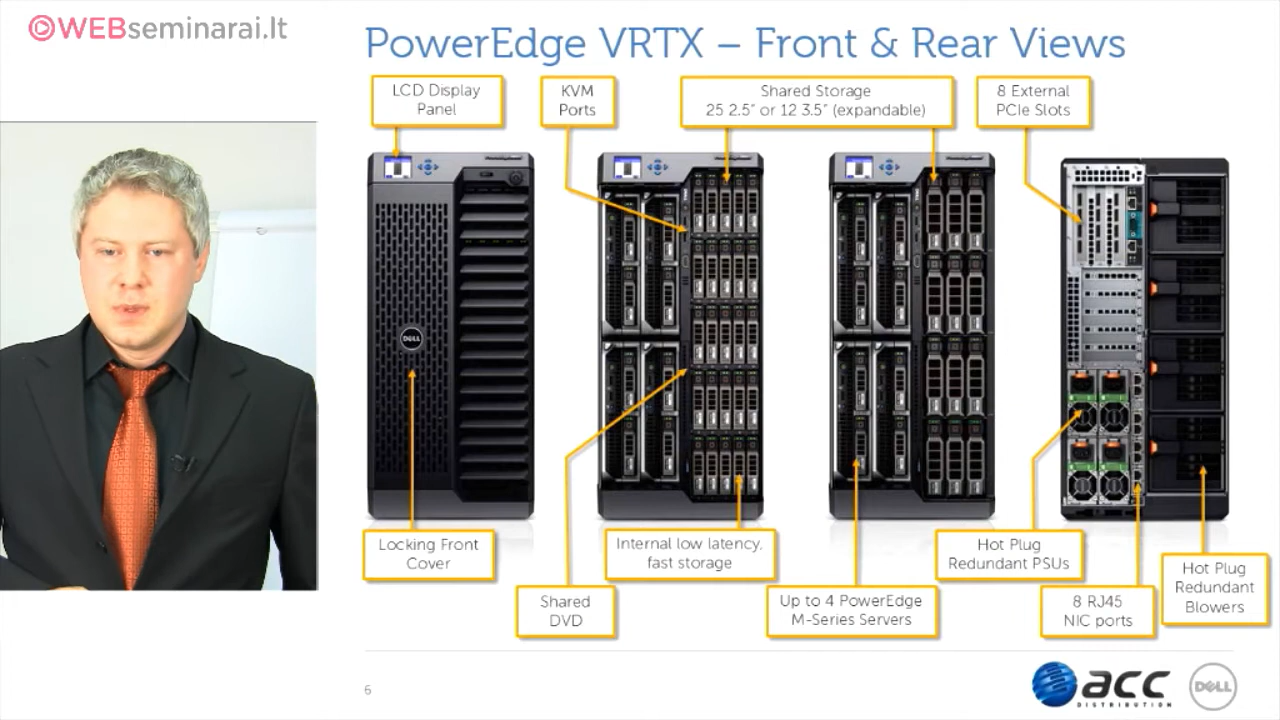 WEBseminarai.lt
PowerEdge VRTX – Front & Rear Views
LCD Display
Panel
KVM
Ports
Shared Storage
25 2.5” or 12 3.5” (expandable)
8 External
PCIe Slots
DELL
Locking Front
Cover
Internal low latency,
fast storage
Hot Plug
Redundant PSUs
Hot Plug
Redundant
Blowers
Shared
DVD
Up to 4 PowerEdge
M-Series Servers
8 RJ45
NIC ports
6
acc
DISTRIBUTION
DELL